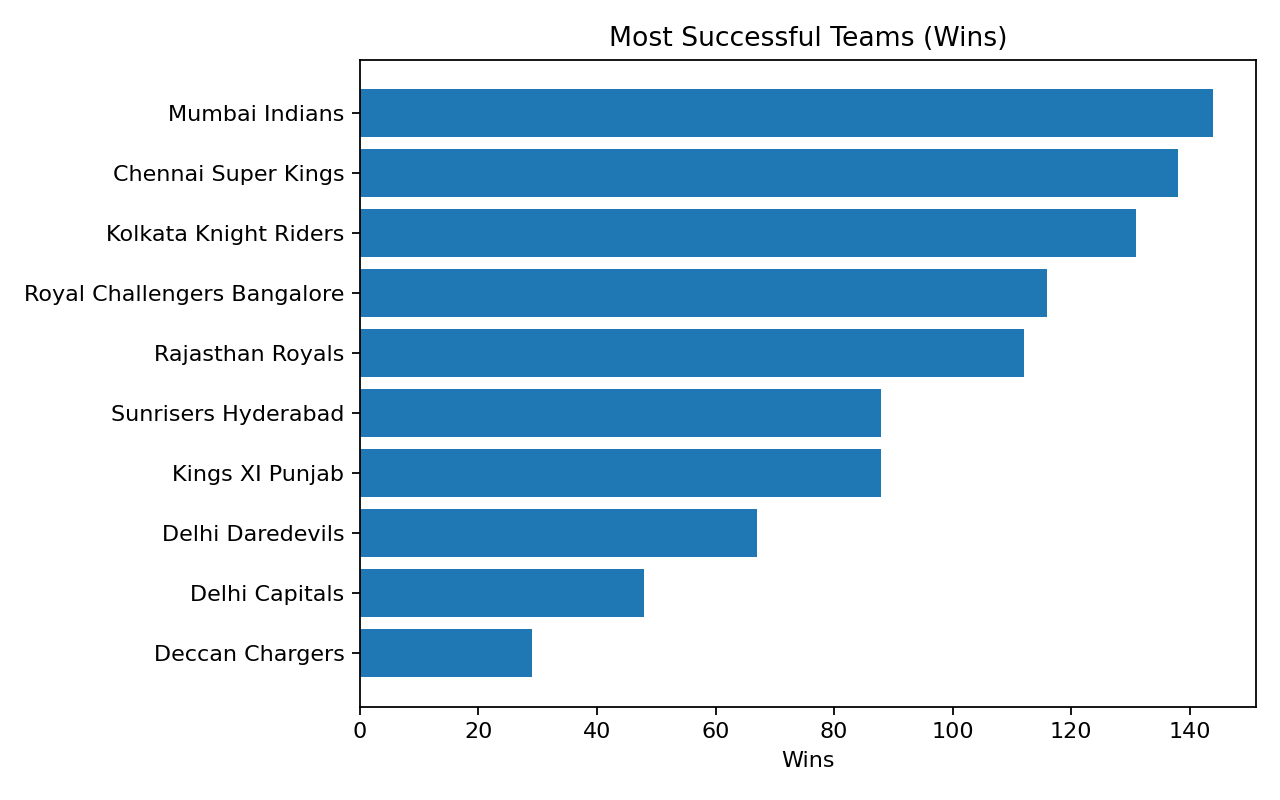 Most Successful Teams (Wins)
Mumbai Indians
Chennai Super Kings
Kolkata Knight Riders
Royal Challengers Bangalore
Rajasthan Royals
Sunrisers Hyderabad
Kings XI Punjab
Delhi Daredevils
Delhi Capitals
Deccan Chargers
0 20 40 60 80 100 120 140
Wins